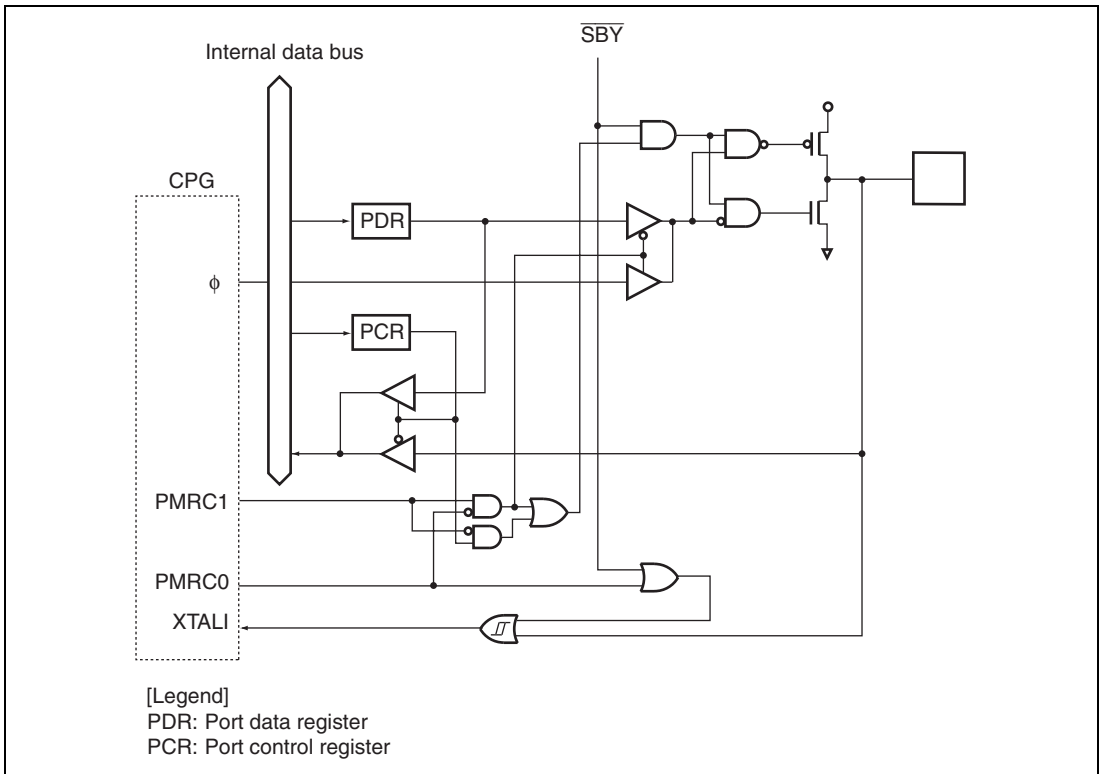 SBY
Internal data bus
CPG
PDR
φ
PCR
PMRC1
PMRC0
XTALI
[Legend]
PDR: Port data register
PCR: Port control register